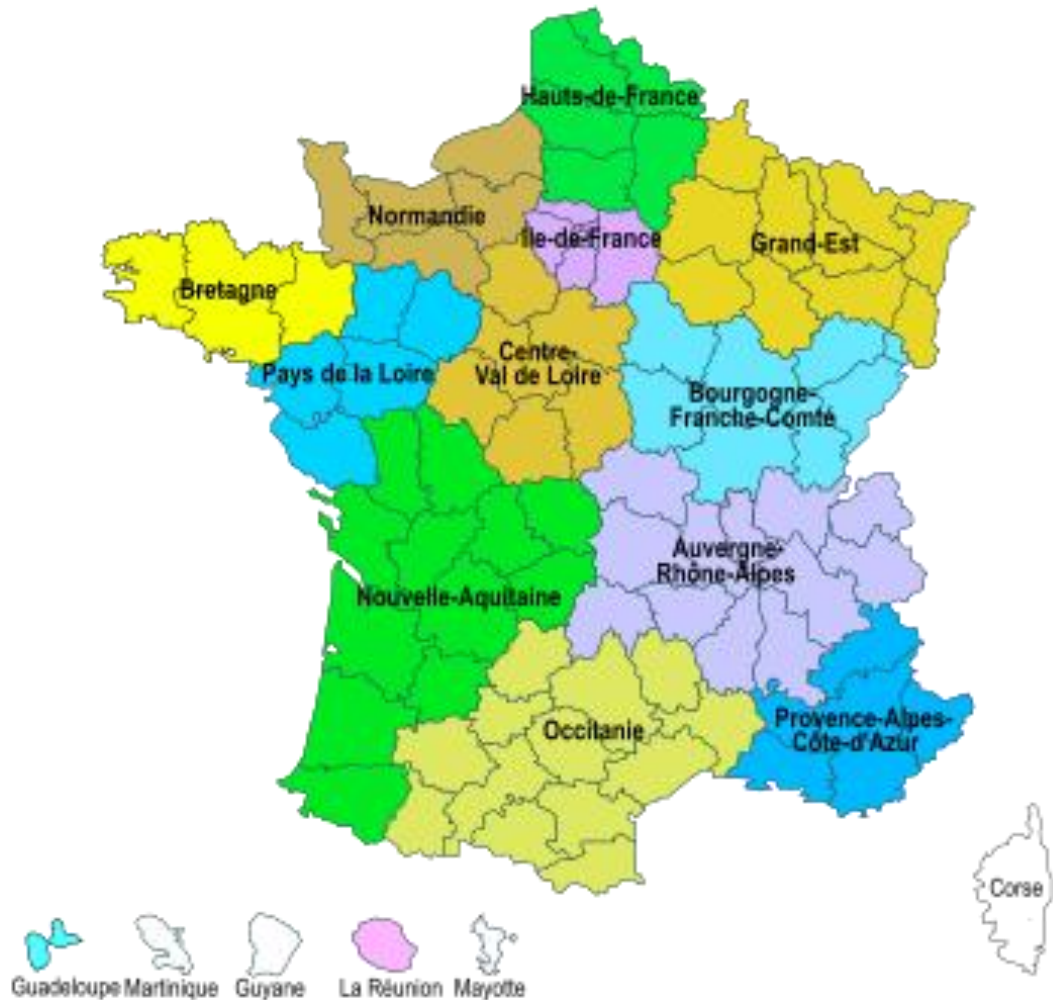 Hauts-de-France
Normandie
Île-de-France
Grand-Est
Bretagne
Pays de la Loire
Centre-
Val de Loire
Bourgogne-
Franche-Comté
Auvergne-
Rhône-Alpes
Nouvelle-Aquitaine
Occitanie
Provence-Alpes-
Côte-d'Azur
Corse
Guadeloupe
Martinique
Guyane
La Réunion
Mayotte